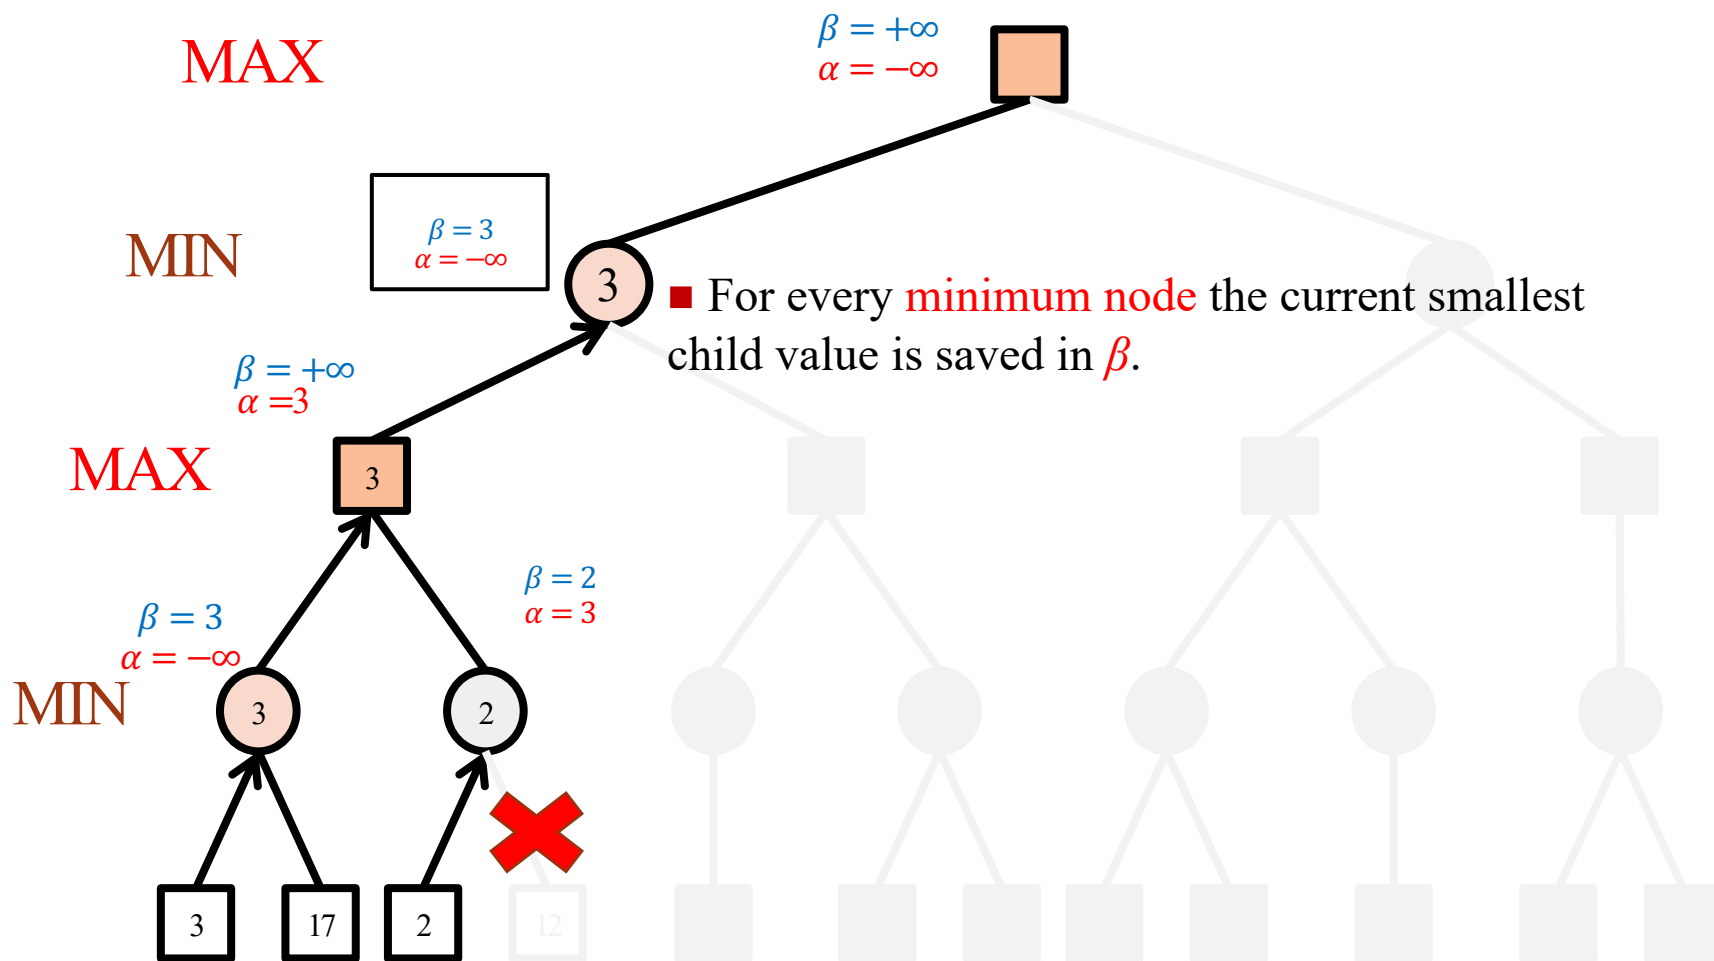 β = +∞
MAX
α = −∞
β = 3
MIN
α = −∞
3
■ For every minimum node the current smallest
child value is saved in β.
β = +∞
α =3
MAX
3
β = 2
α = 3
β = 3
α = −∞
MIN
3
2
3
17
2
12